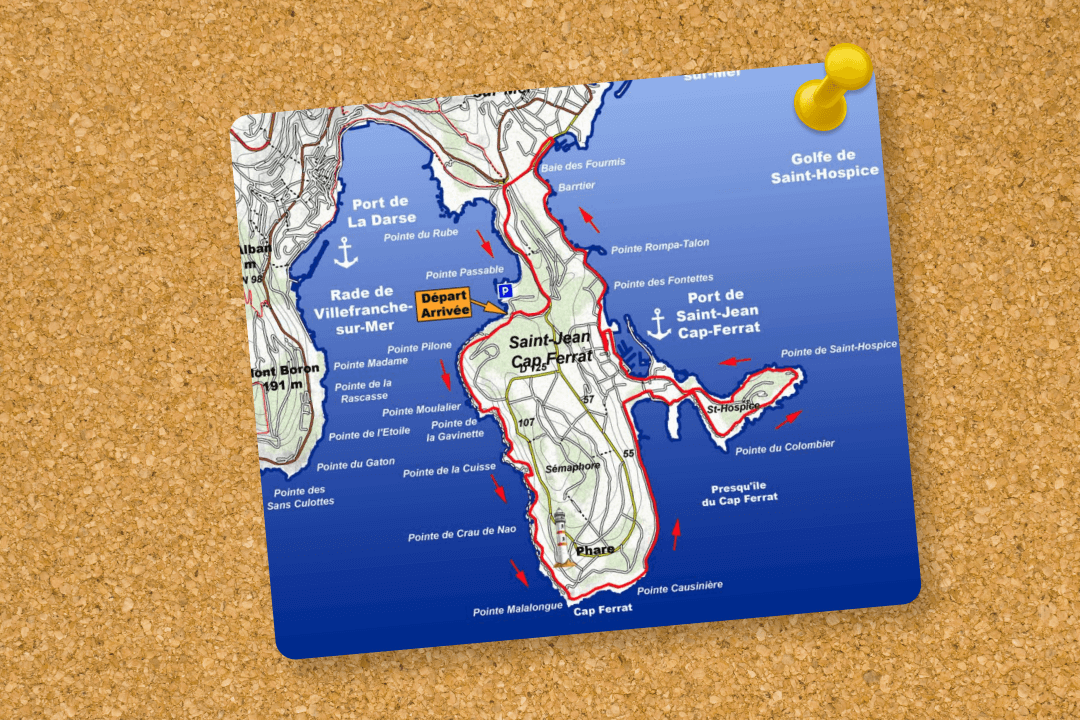 sur-Mer
sur-Mer
Golfe de
Saint-Hospice
Baie des Fourmis
Barrtier
Port de
La Darse
Pointe du Rube
Pointe Rompa-Talon
Pointe Passable
P
Départ
Arrivée
Pointe des Fontettes
Rade de
Villefranche-
sur-Mer
Port de
Saint-Jean
Cap-Ferrat
Saint-Jean
Cap Ferrat
D 125
Pointe Pilone
Pointe Madame
Pointe de Saint-Hospice
Mont Boron
191 m
Pointe de la
Rascasse
57
St-Hospice
Pointe Moulalier
107
Pointe de
la Gavinette
Pointe de l'Etoile
Pointe du Colombier
55
Pointe du Gaton
Pointe de la Cuisse
Sémaphore
Pointe des
Sans Culottes
Presqu'ile
du Cap Ferrat
Pointe de Crau de Nao
Phare
Pointe Causinière
Pointe Malalongue
Cap Ferrat